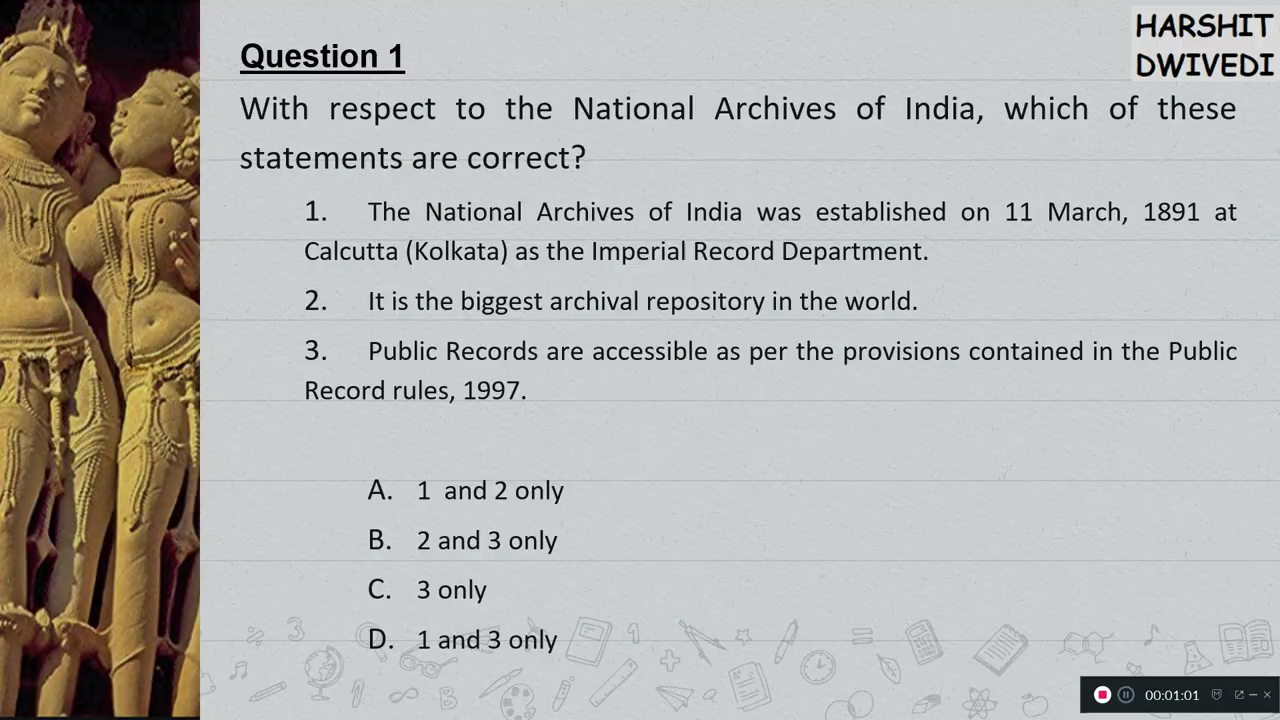 HARSHIT
DWIVEDI
Question 1
With respect to the National Archives of India, which of these
statements are correct?
1. The National Archives of India was established on 11 March, 1891 at
Calcutta (Kolkata) as the Imperial Record Department.
2. It is the biggest archival repository in the world.
3. Public Records are accessible as per the provisions contained in the Public
Record rules, 1997.
A. 1 and 2 only
B. 2 and 3 only
C. 3 only
D. 1 and 3 only
00:01:01